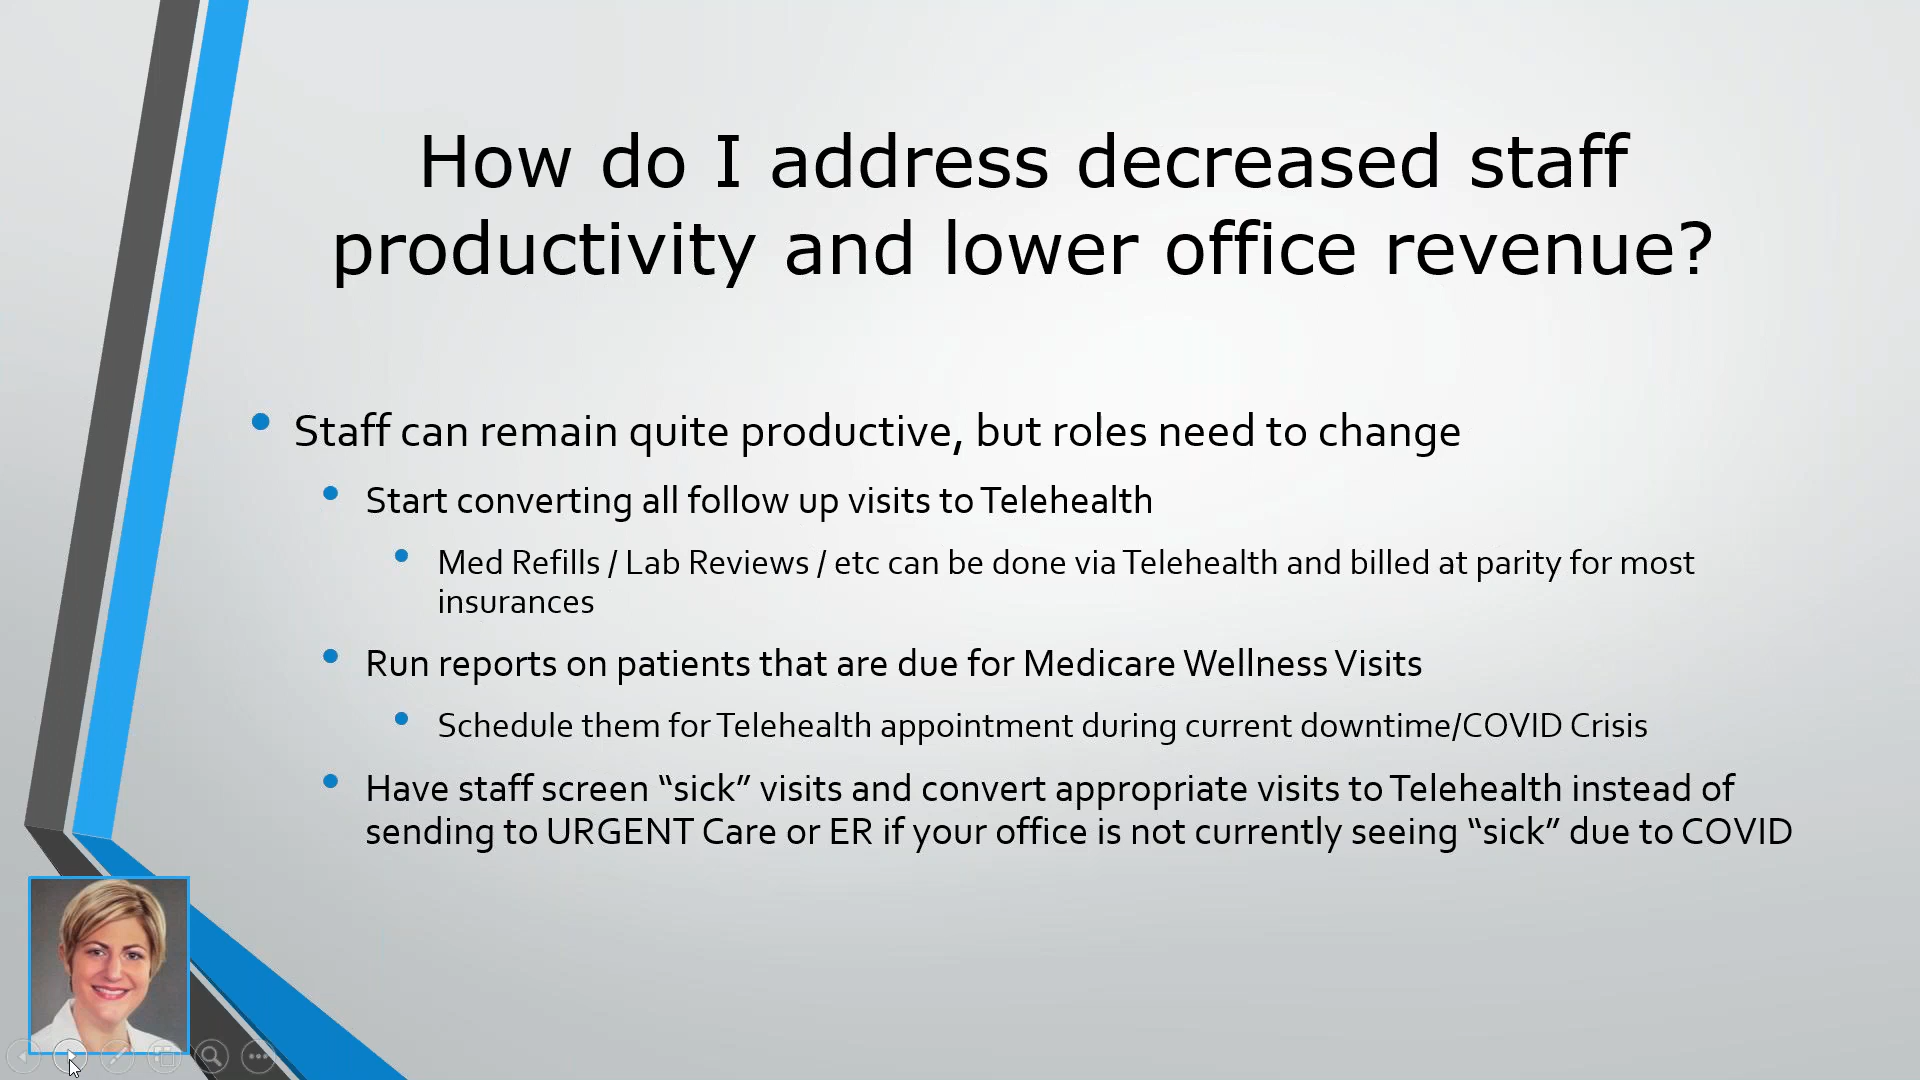 How do I address decreased staff
productivity and lower office revenue?
Staff can remain quite productive, but roles need to change
Start converting all follow up visits to Telehealth
Med Refills / Lab Reviews / etc can be done via Telehealth and billed at parity for most
insurances
Run reports on patients that are due for Medicare Wellness Visits
Schedule them for Telehealth appointment during current downtime/COVID Crisis
Have staff screen “sick” visits and convert appropriate visits to Telehealth instead of
sending to URGENT Care or ER if your office is not currently seeing “sick” due to COVID